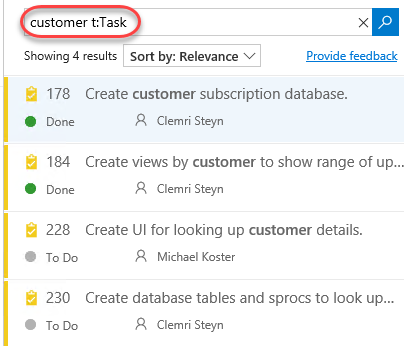 customer t:Task
Showing 4 results Sort by: Relevance Provide feedback
178 Create customer subscription database.
Done Clemri Steyn
184 Create views by customer to show range of up...
Done Clemri Steyn
228 Create UI for looking up customer details.
To Do Michael Koster
230 Create database tables and sprocs to look up...
To Do Clemri Steyn